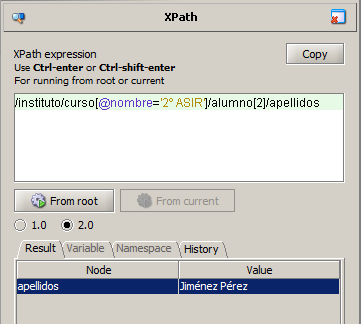 XPath
XPath expression
Copy
Use Ctrl-enter or Ctrl-shift-enter
For running from root or current
/instituto/curso[@nombre='2º ASIR']/alumno[2]/apellidos
From root From current
1.0 2.0
Result Variable Namespace History
Node Value
apellidos Jiménez Pérez